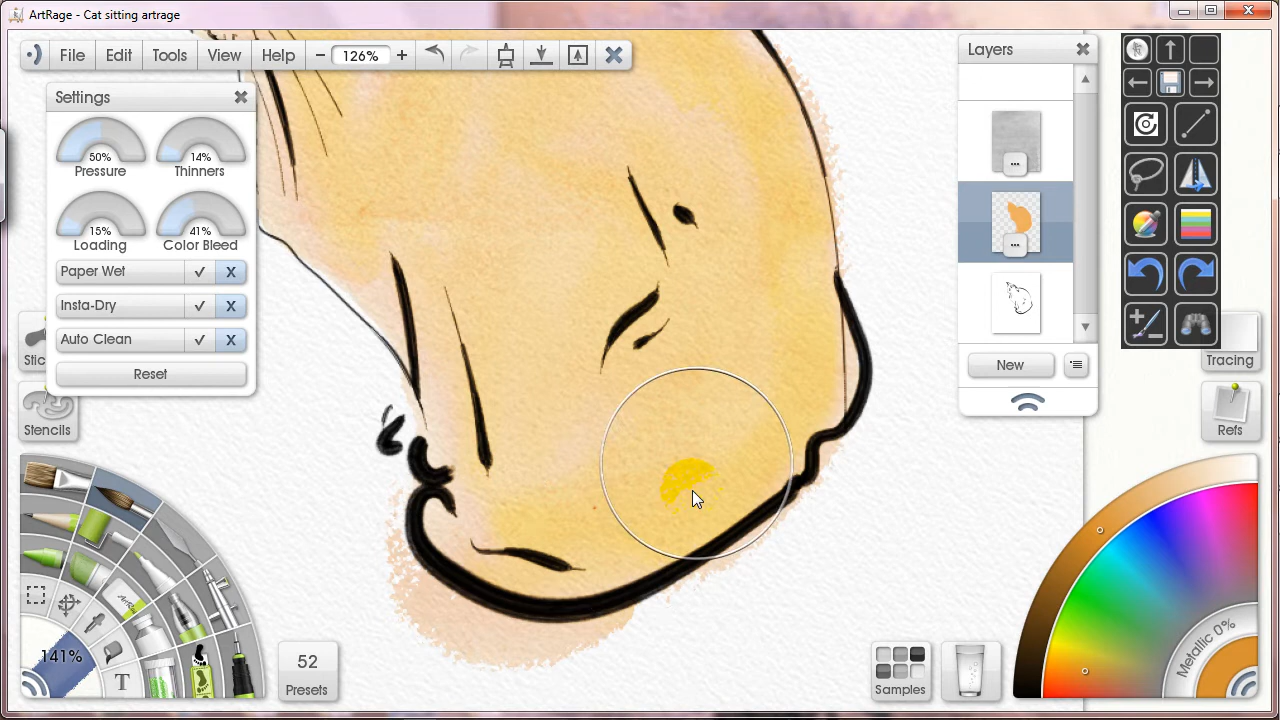 ArtRage - Cat sitting artrage
File Edit Tools View Help − 126% +
Settings
50% 14%
Pressure Thinners
15% 41%
Loading Color Bleed
Paper Wet ✓ X
Insta-Dry ✓ X
Auto Clean ✓ X
Reset
Stic
Stencils
141%
T
52
Presets
Layers
New
Tracing
Refs
Samples
Metallic 0%